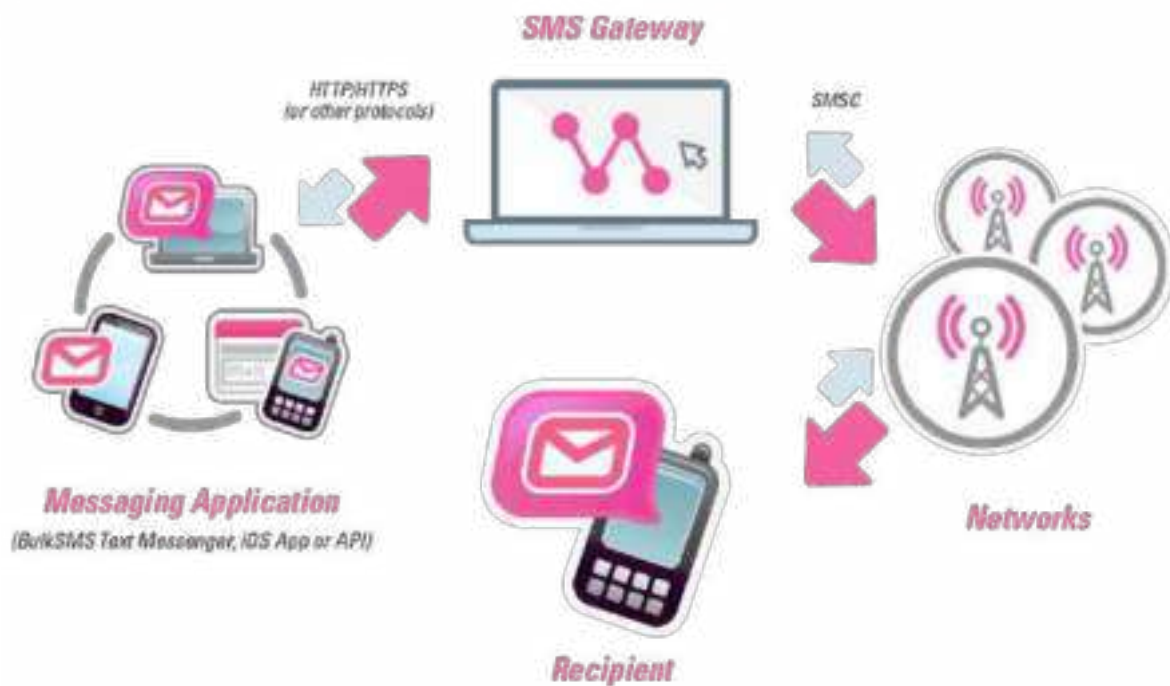 SMS Gateway
HTTP/HTTPS
(or other protocols)
SMSC
Messaging Application
(BulkSMS Text Messenger, iOS App or API)
Networks
Recipient